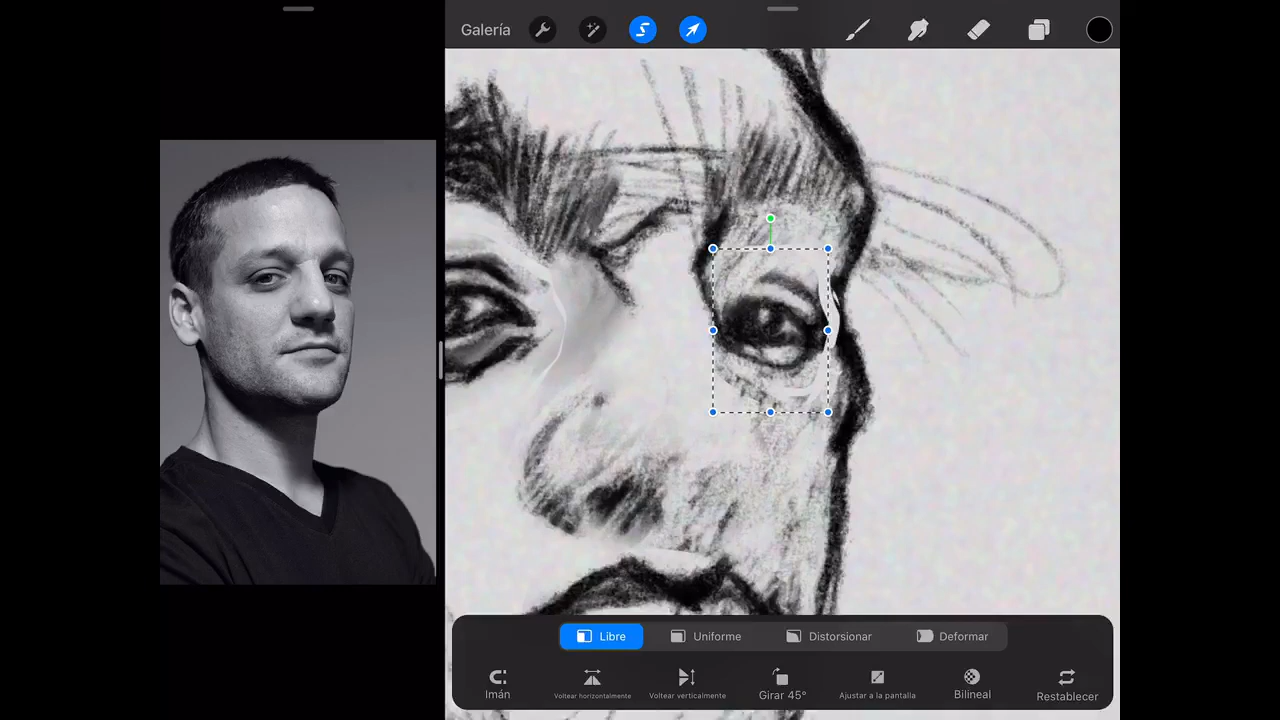 Galería
Libre Uniforme Distorsionar Deformar
Imán Voltear horizontalmente Voltear verticalmente Girar 45° Ajustar a la pantalla Bilineal Restablecer